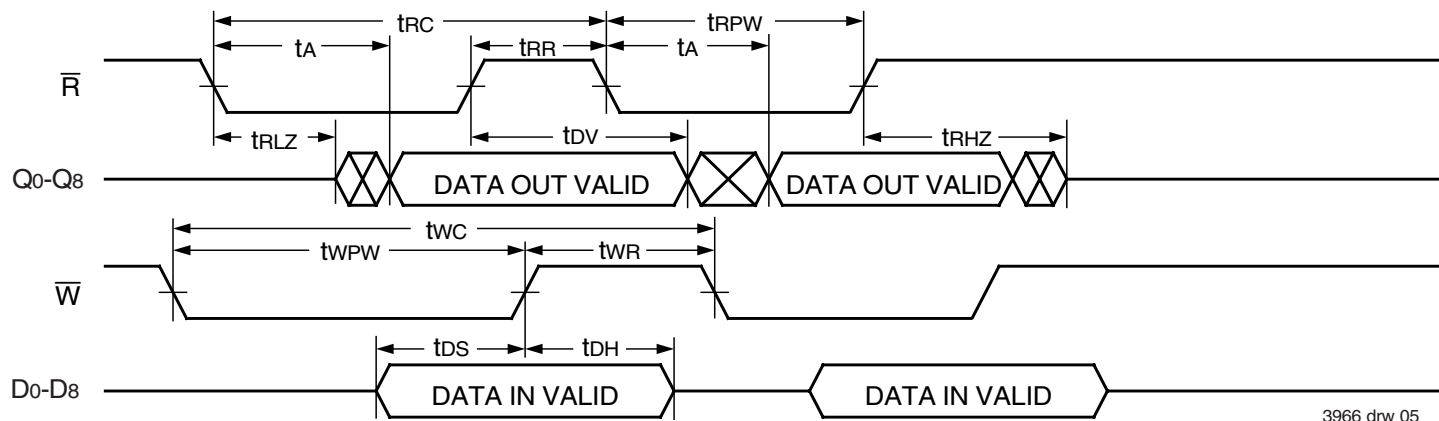 tRC tRPW
tA tRR tA
R̅
tRLZ tDV tRHZ
Q0-Q8 DATA OUT VALID DATA OUT VALID
tWC
tWPW tWR
W̅
tDS tDH
D0-D8 DATA IN VALID DATA IN VALID
3966 drw 05